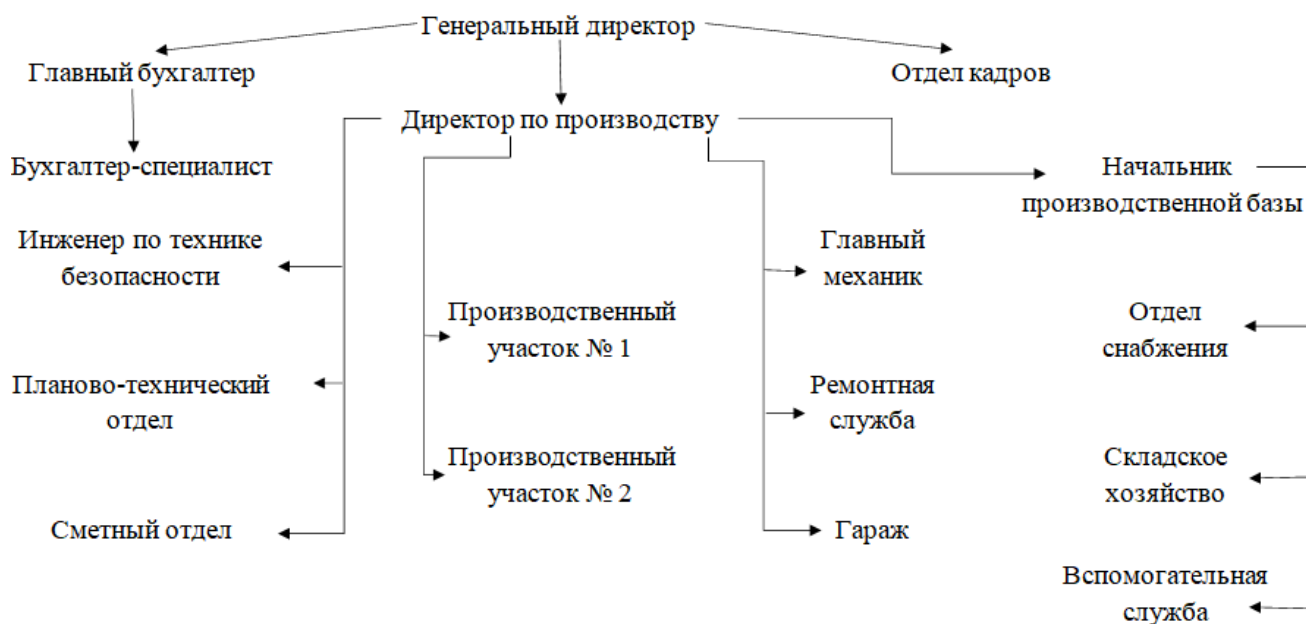 Генеральный директор
Главный бухгалтер
Отдел кадров
Директор по производству
Бухгалтер-специалист
Начальник
производственной базы
Инженер по технике
безопасности
Главный
механик
Производственный
участок № 1
Отдел
снабжения
Планово-технический
отдел
Ремонтная
служба
Производственный
участок № 2
Складское
хозяйство
Сметный отдел
Гараж
Вспомогательная
служба